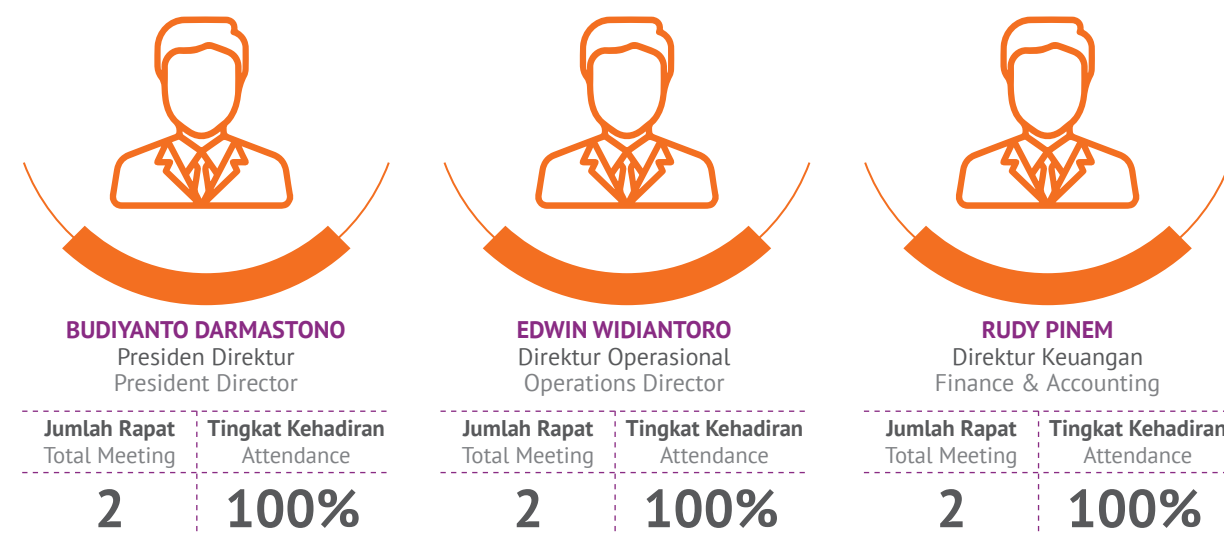 BUDIYANTO DARMASTONO
Presiden Direktur
President Director
Jumlah Rapat
Total Meeting
Tingkat Kehadiran
Attendance
2
100%
EDWIN WIDIANTORO
Direktur Operasional
Operations Director
Jumlah Rapat
Total Meeting
Tingkat Kehadiran
Attendance
2
100%
RUDY PINEM
Direktur Keuangan
Finance & Accounting
Jumlah Rapat
Total Meeting
Tingkat Kehadiran
Attendance
2
100%